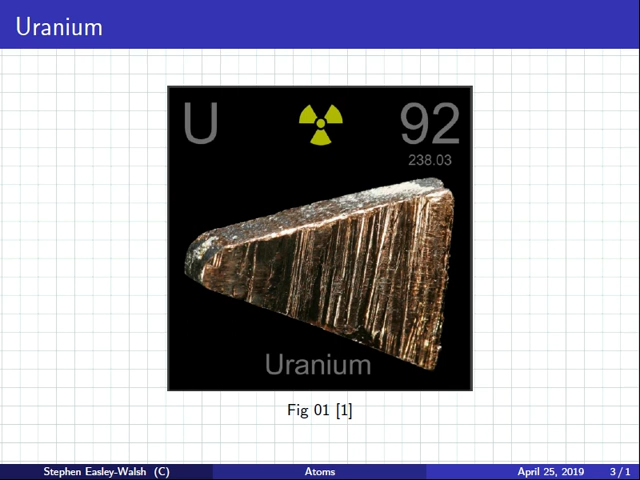 Uranium
U 92
238.03
Uranium
Fig 01 [1]
Stephen Easley-Walsh (C) Atoms April 25, 2019 3 / 1